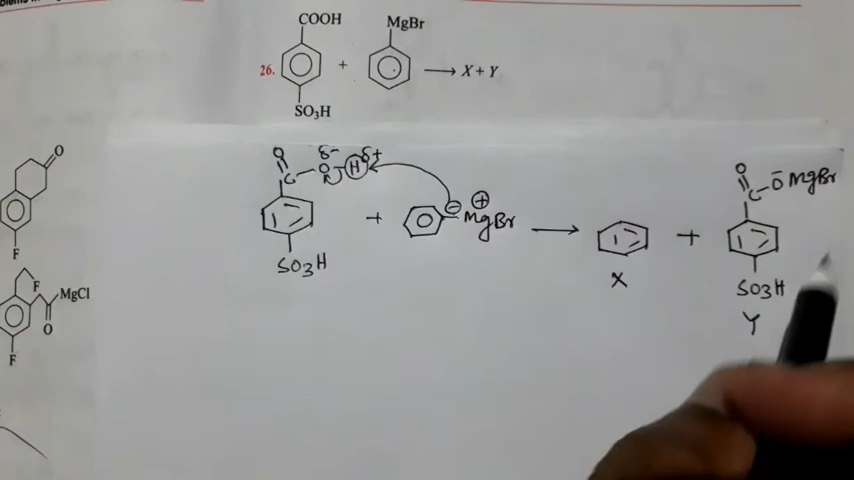 COOH
MgBr
26.
+
X + Y
SO₃H
O
F
F
MgCl
O
F
O
C
O
δ-
H
δ+
SO₃H
+
⊖
⊕
MgBr
X
+
O
C
Ō
MgBr
SO₃H
Y